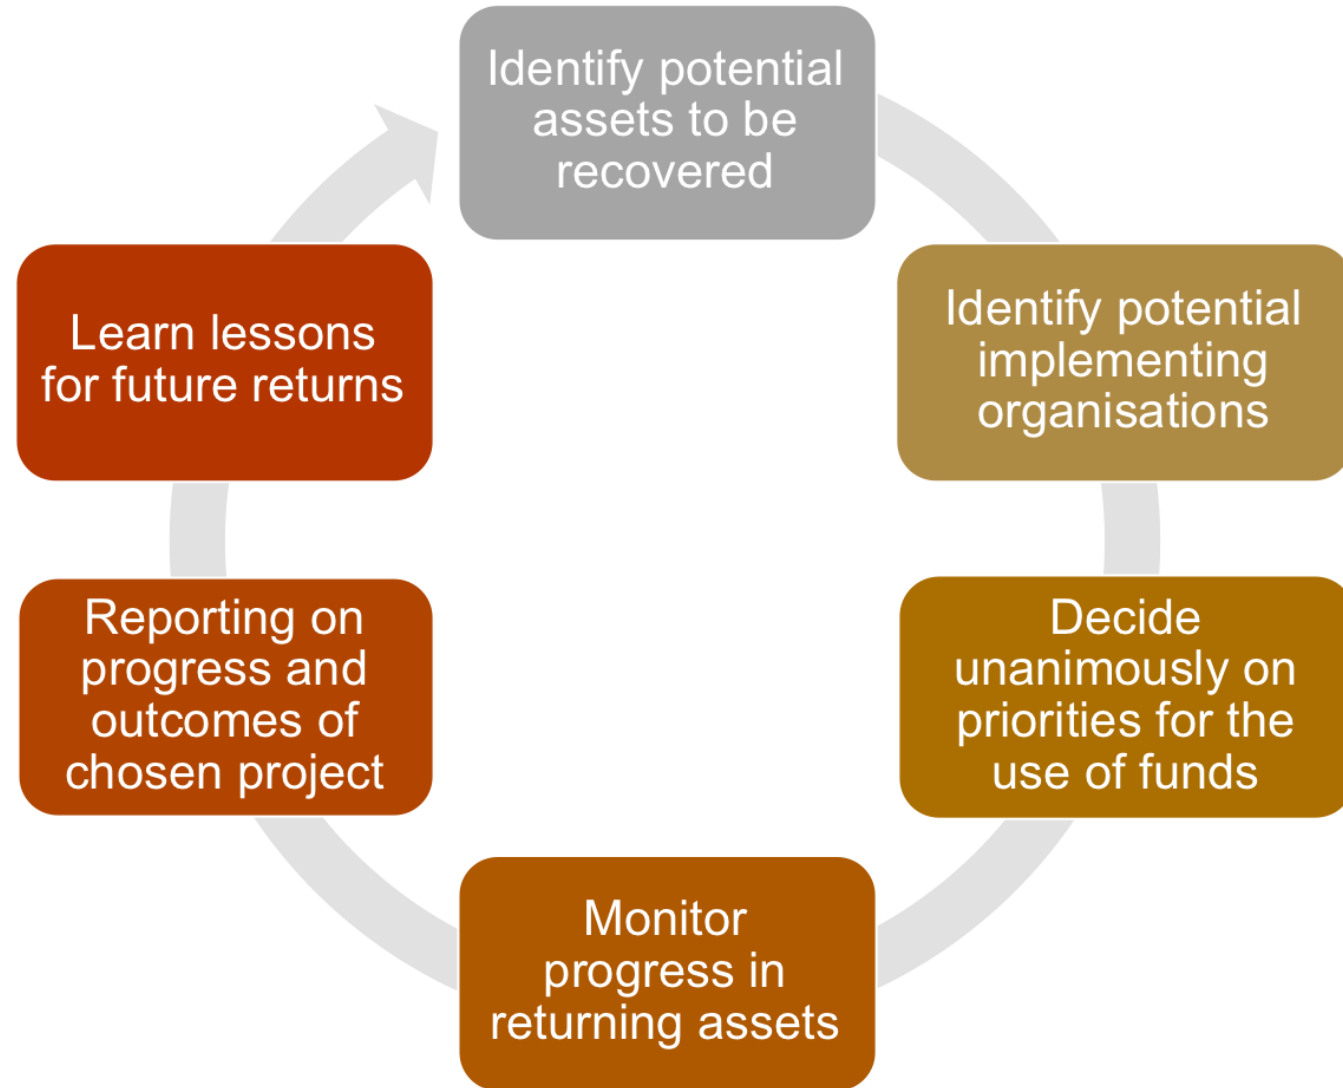 Identify potential
assets to be
recovered
Identify potential
implementing
organisations
Decide
unanimously on
priorities for the
use of funds
Monitor
progress in
returning assets
Reporting on
progress and
outcomes of
chosen project
Learn lessons
for future returns